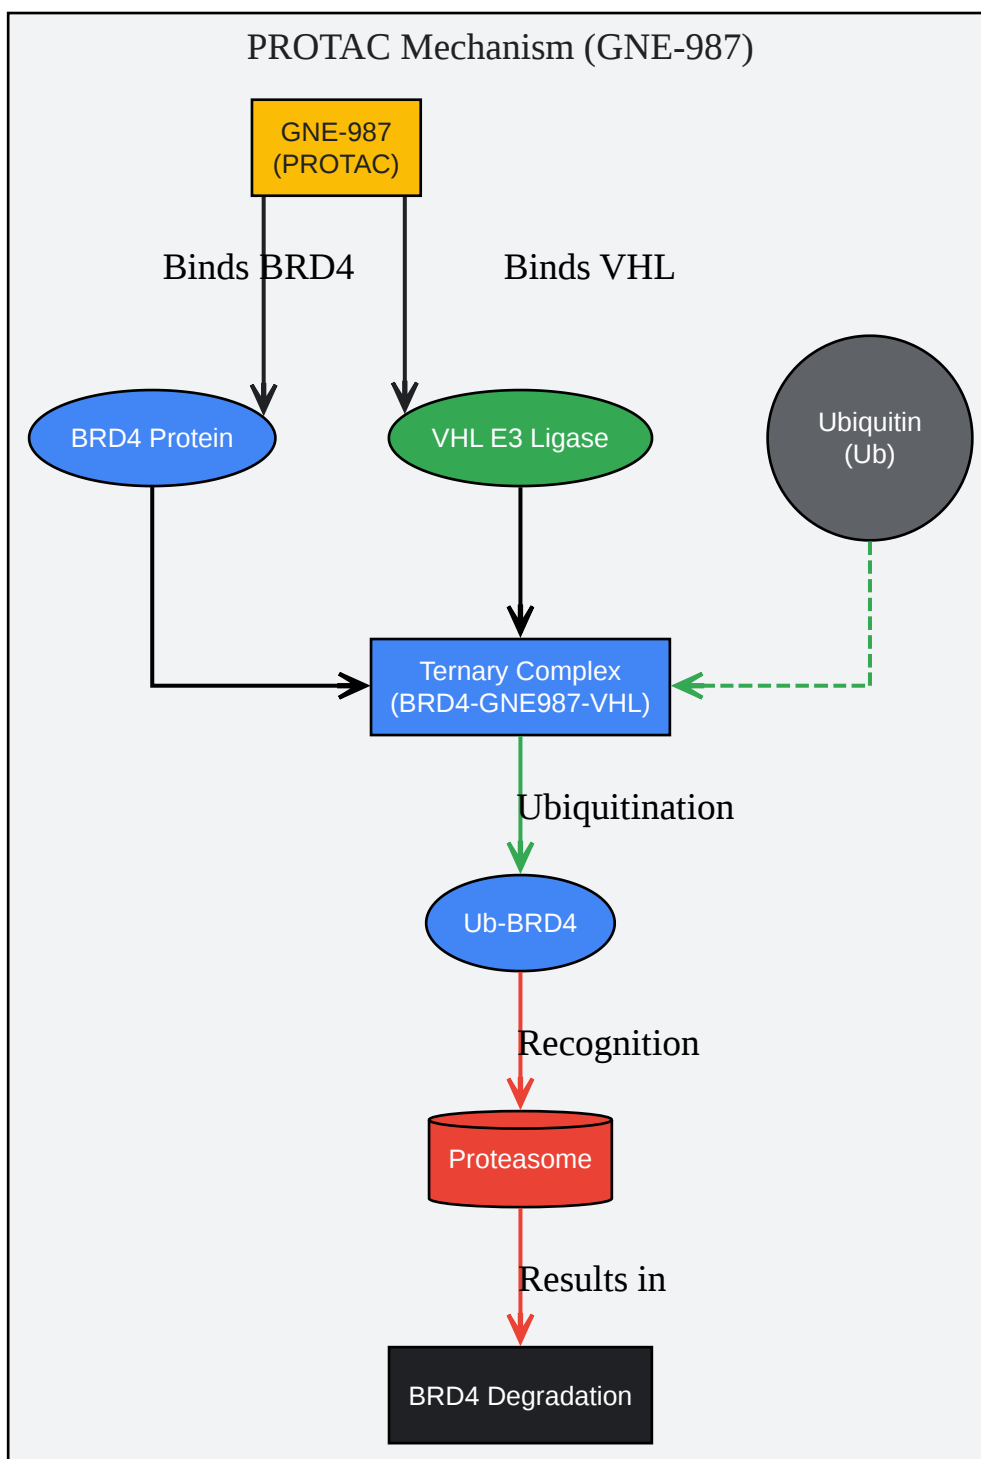 PROTAC Mechanism (GNE-987)
GNE-987
(PROTAC)
Binds BRD4
Binds VHL
BRD4 Protein
VHL E3 Ligase
Ubiquitin
(Ub)
Ternary Complex
(BRD4-GNE987-VHL)
Ubiquitination
Ub-BRD4
Recognition
Proteasome
Results in
BRD4 Degradation